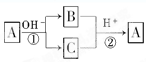 A OH⁻ ① B C H⁺ ② A